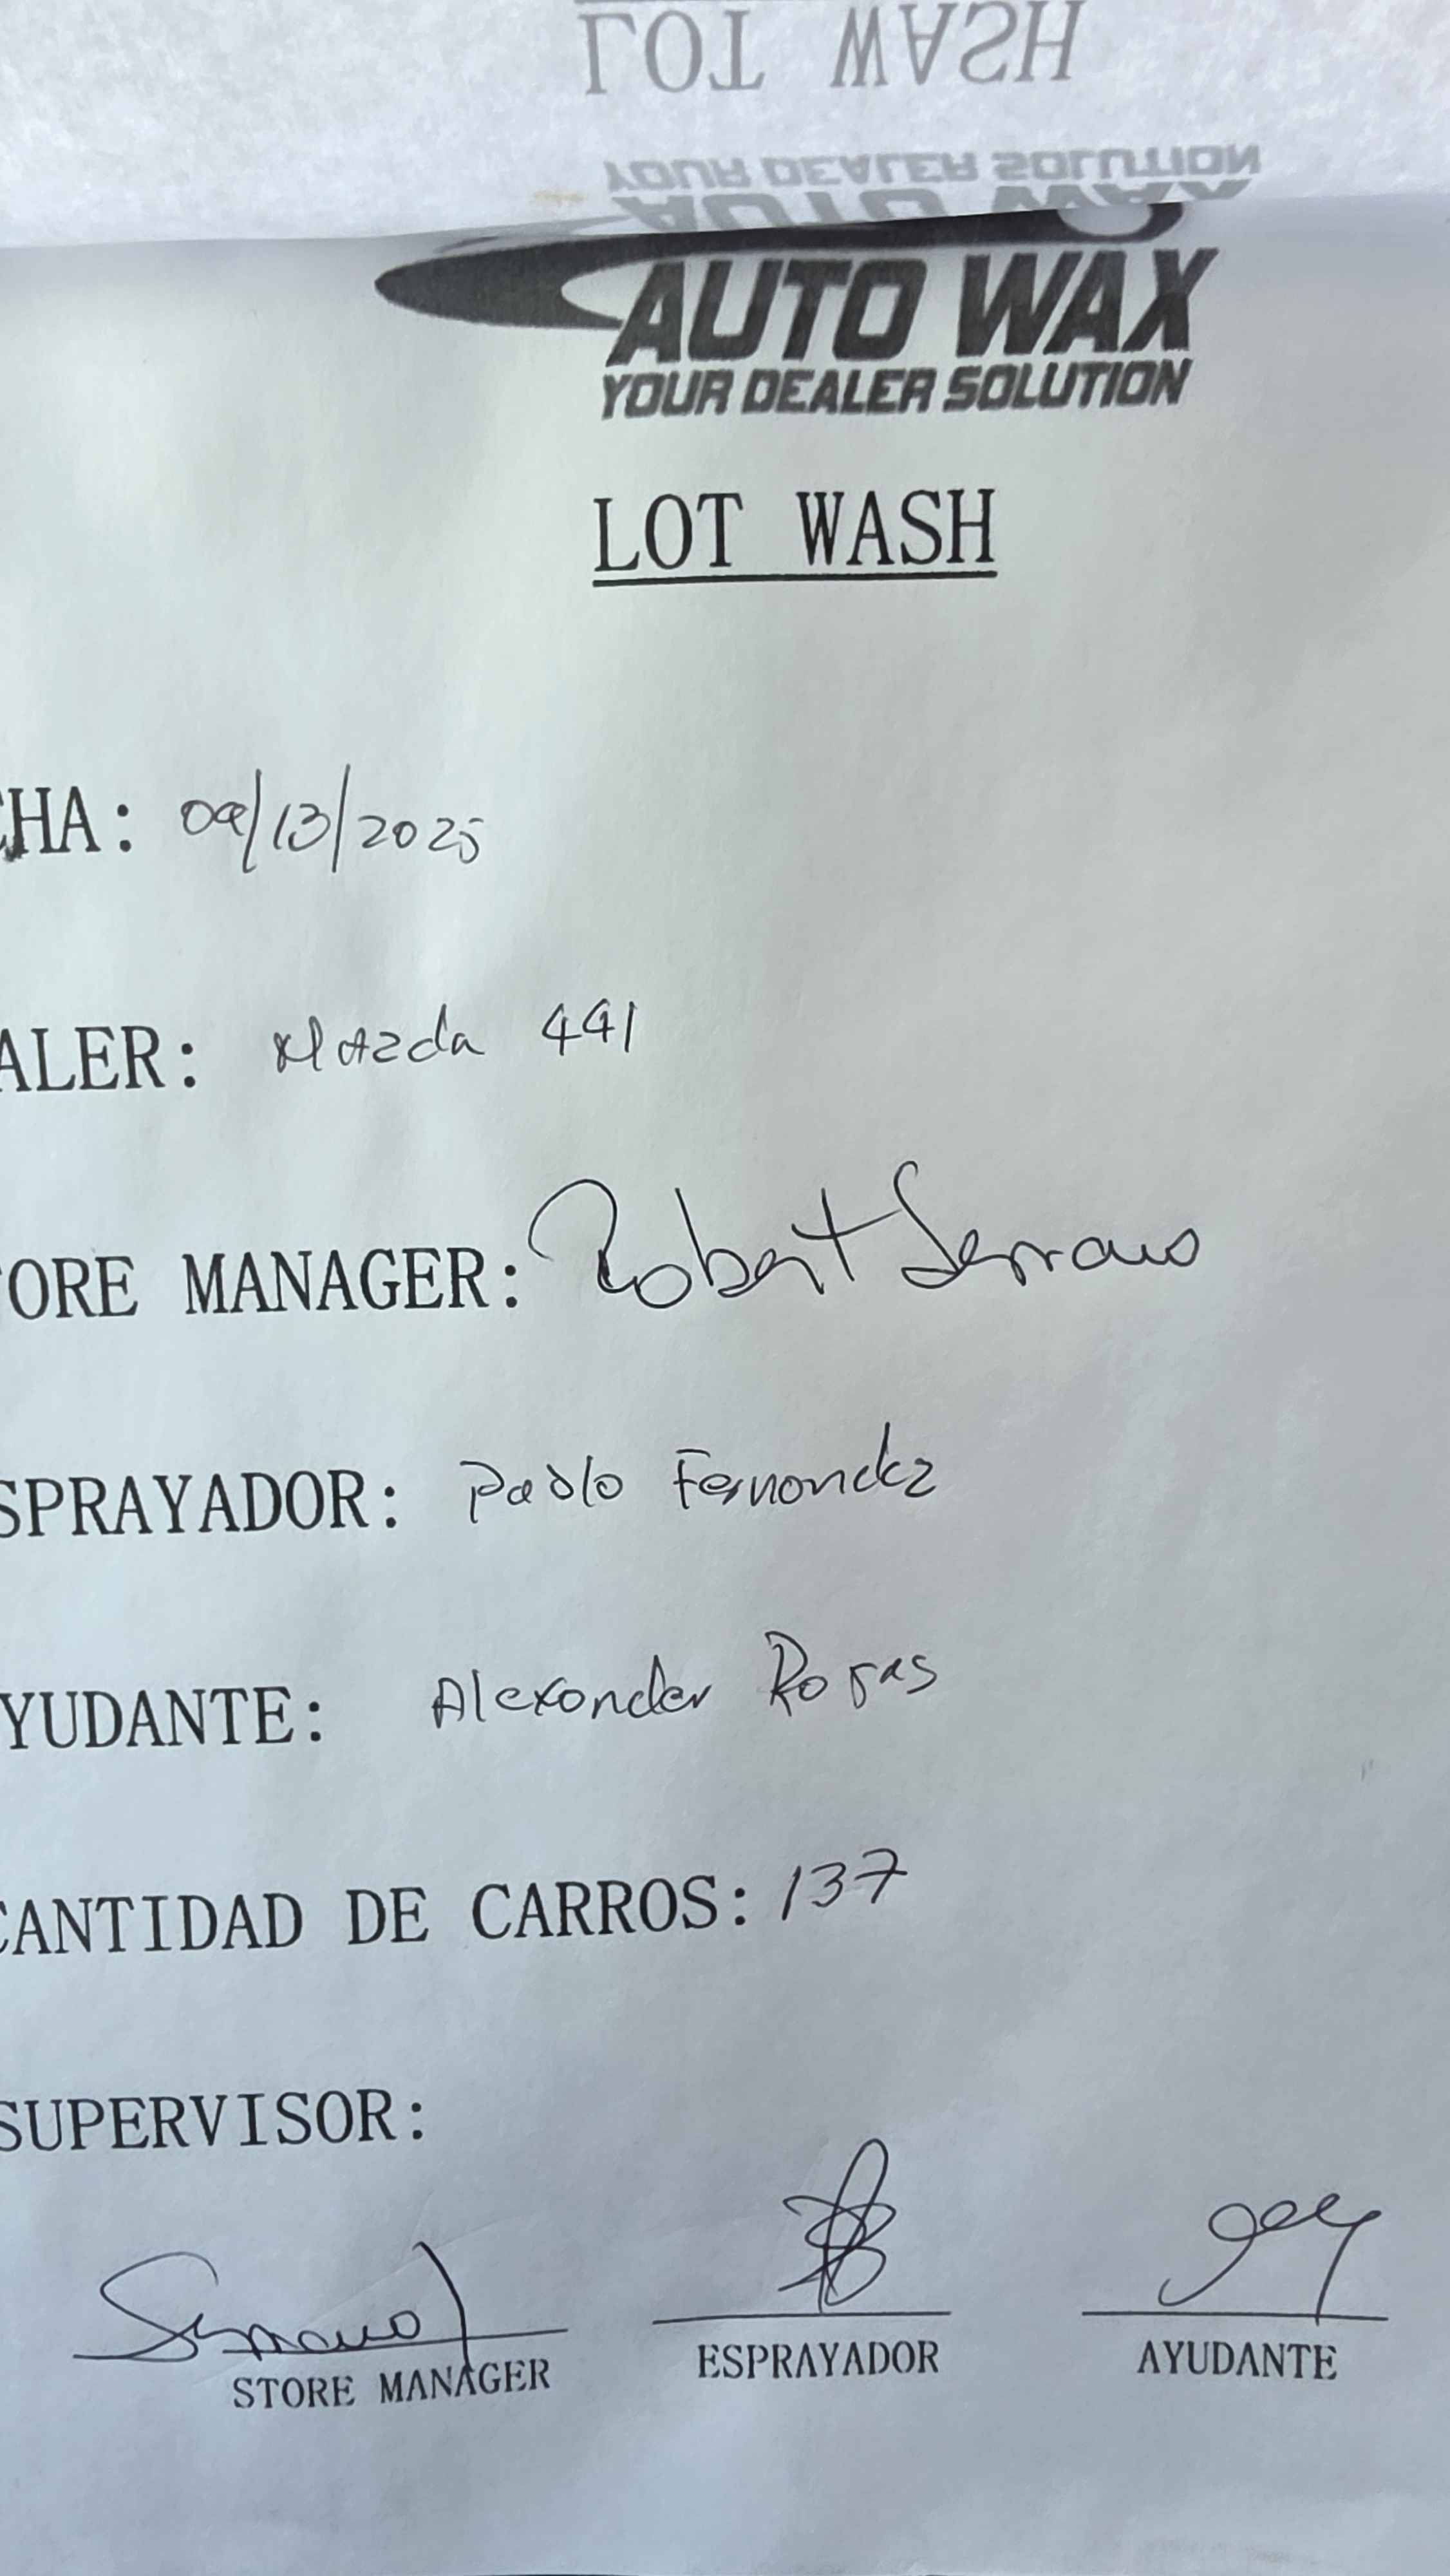 LOT WASH
YOUR DEALER SOLUTION
AUTO WAX
AUTO WAX
YOUR DEALER SOLUTION
LOT WASH
CHA: 09/13/2025
ALER: Mazda 441
ORE MANAGER: Robert Serrano
SPRAYADOR: Pablo Fernandez
YUDANTE: Alexander Rojas
CANTIDAD DE CARROS: 137
SUPERVISOR:
Serrano
STORE MANAGER
ESPRAYADOR
AYUDANTE